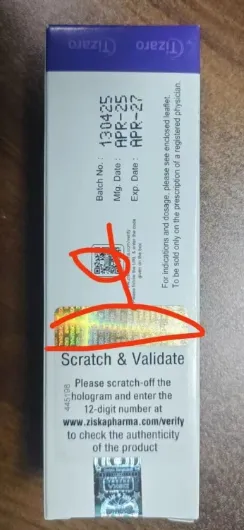 Tizaro
Tizaro
Batch No. : 130425
Mfg. Date : APR-25
Exp. Date : APR-27
For indications and dosage, please see enclosed leaflet.
To be sold only on the prescription of a registered physician.
Scratch & Validate
Please scratch-off the
hologram and enter the
12-digit number at
www.ziskapharma.com/verify
to check the authenticity
of the product
445198